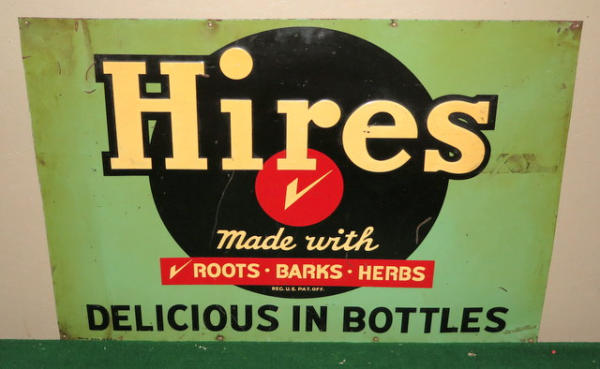 Hires
Made with
ROOTS · BARKS · HERBS
REG. U.S. PAT. OFF.
DELICIOUS IN BOTTLES